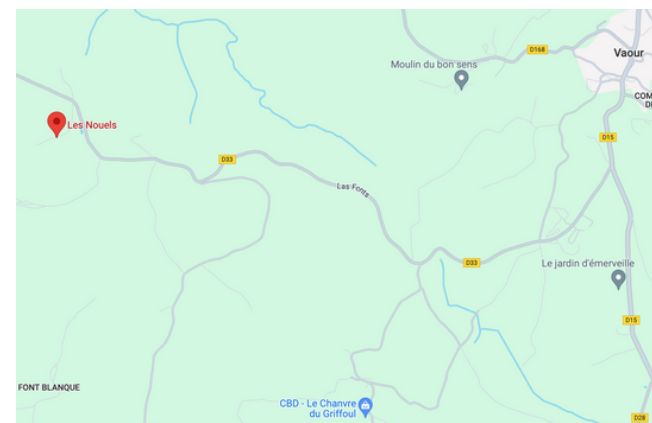 D168
Vaour
Moulin du bon sens
COM
DE
Les Nouels
D15
D33
Las Fonts
D33
Le jardin d'émerveille
D15
FONT BLANQUE
CBD - Le Chanvre
du Griffoul
D28